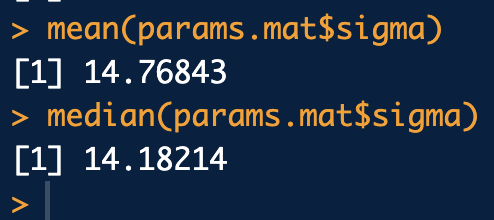 > mean(params.mat$sigma)
[1] 14.76843
> median(params.mat$sigma)
[1] 14.18214
>